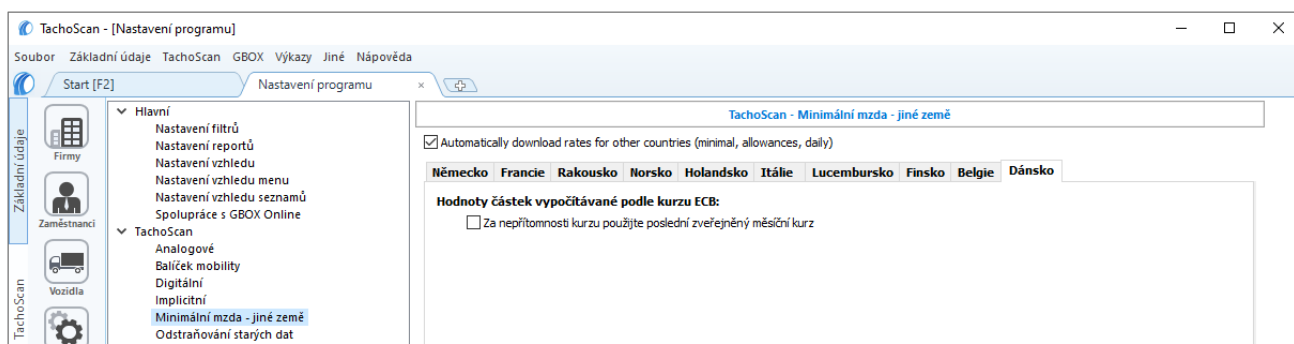 TachoScan - [Nastavení programu]
Soubor Základní údaje TachoScan GBOX Výkazy Jiné Nápověda
Start [F2] Nastavení programu
Základní údaje
TachoScan
Firmy
Zaměstnanci
Vozidla
Hlavní
Nastavení filtrů
Nastavení reportů
Nastavení vzhledu
Nastavení vzhledu menu
Nastavení vzhledu seznamů
Spolupráce s GBOX Online
TachoScan
Analogové
Balíček mobility
Digitální
Implicitní
Minimální mzda - jiné země
Odstraňování starých dat
TachoScan - Minimální mzda - jiné země
Automatically download rates for other countries (minimal, allowances, daily)
Německo Francie Rakousko Norsko Holandsko Itálie Lucembursko Finsko Belgie Dánsko
Hodnoty částek vypočítávané podle kurzu ECB:
Za nepřítomnosti kurzu použijte poslední zveřejněný měsíční kurz